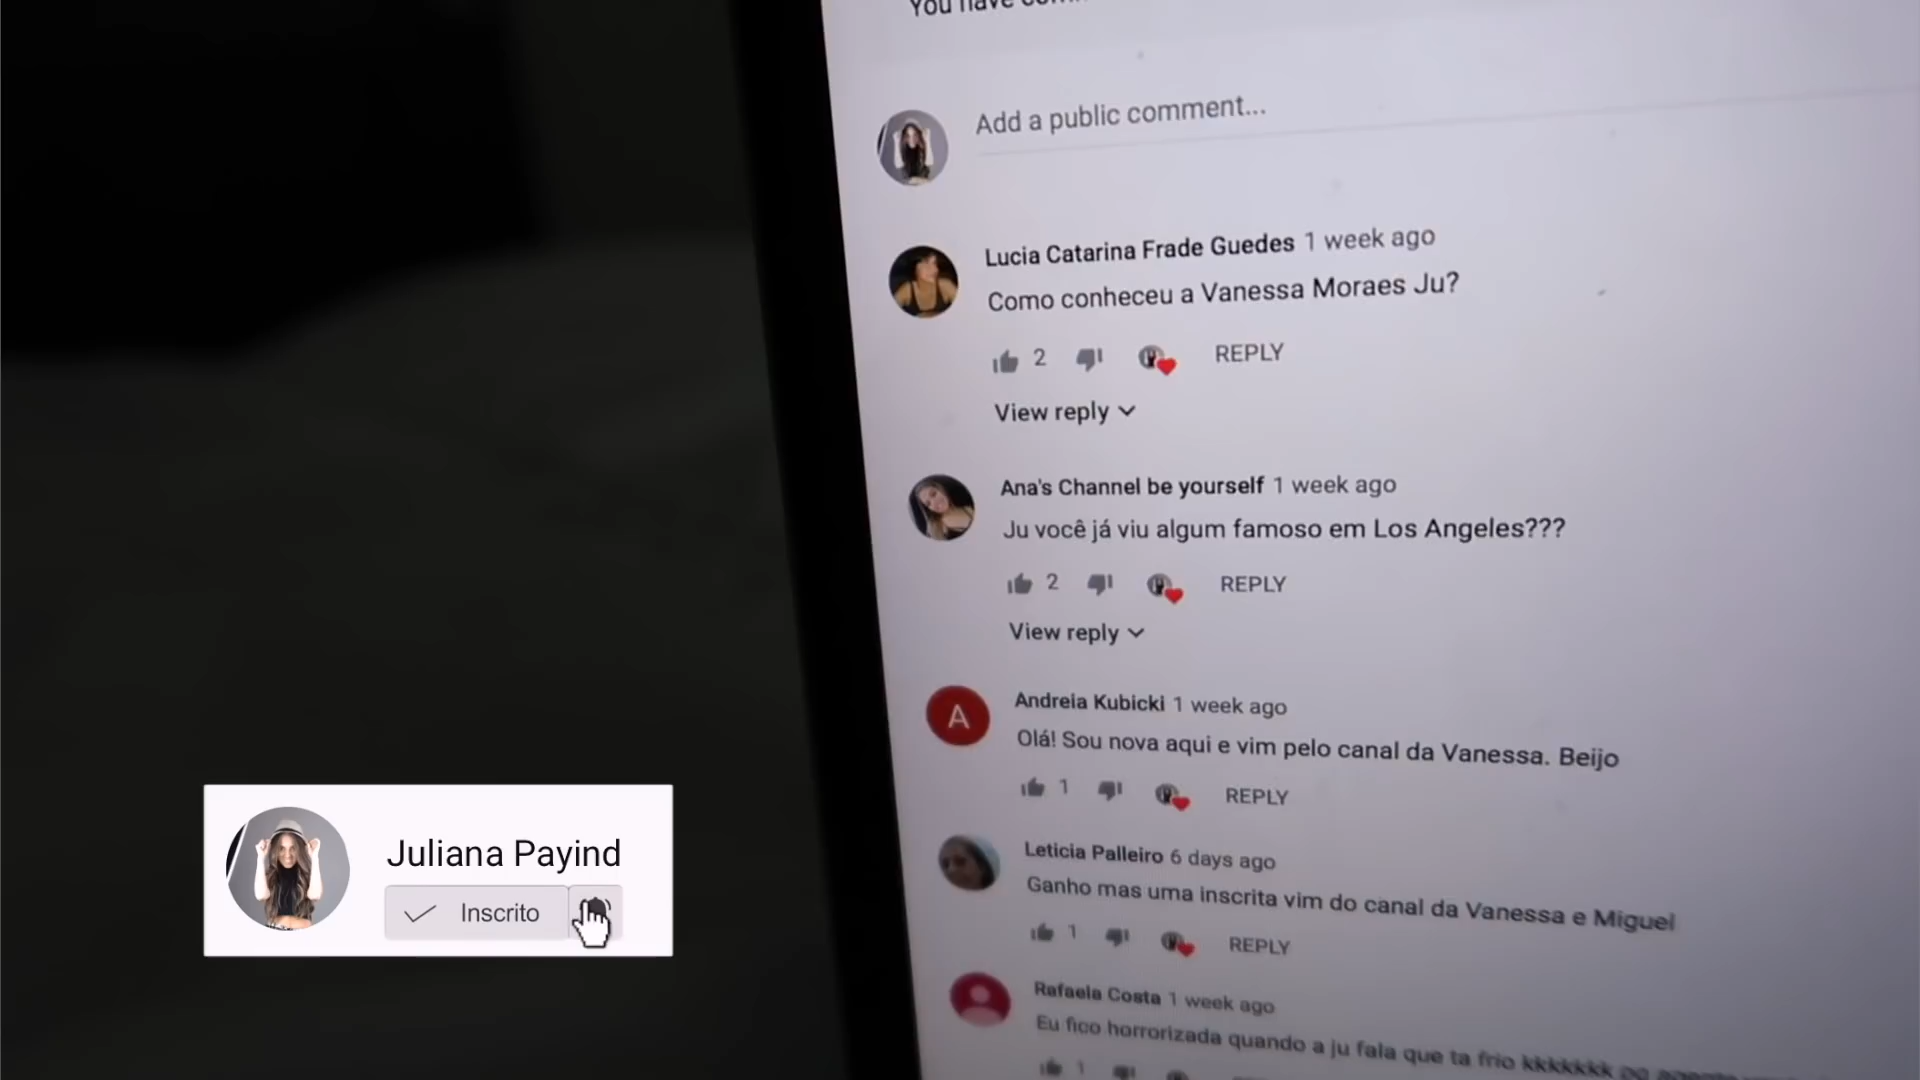 You have
Add a public comment...
Lucia Catarina Frade Guedes 1 week ago
Como conheceu a Vanessa Moraes Ju?
2
REPLY
View reply
Ana's Channel be yourself 1 week ago
Ju você já viu algum famoso em Los Angeles???
2
REPLY
View reply
A
Andreia Kubicki 1 week ago
Olá! Sou nova aqui e vim pelo canal da Vanessa. Beijo
1
REPLY
Leticia Palleiro 6 days ago
Ganho mas uma inscrita vim do canal da Vanessa e Miguel
1
REPLY
Rafaela Costa 1 week ago
Eu fico horrorizada quando a ju fala que ta frio kkkkkkk
1
Juliana Payind
Inscrito